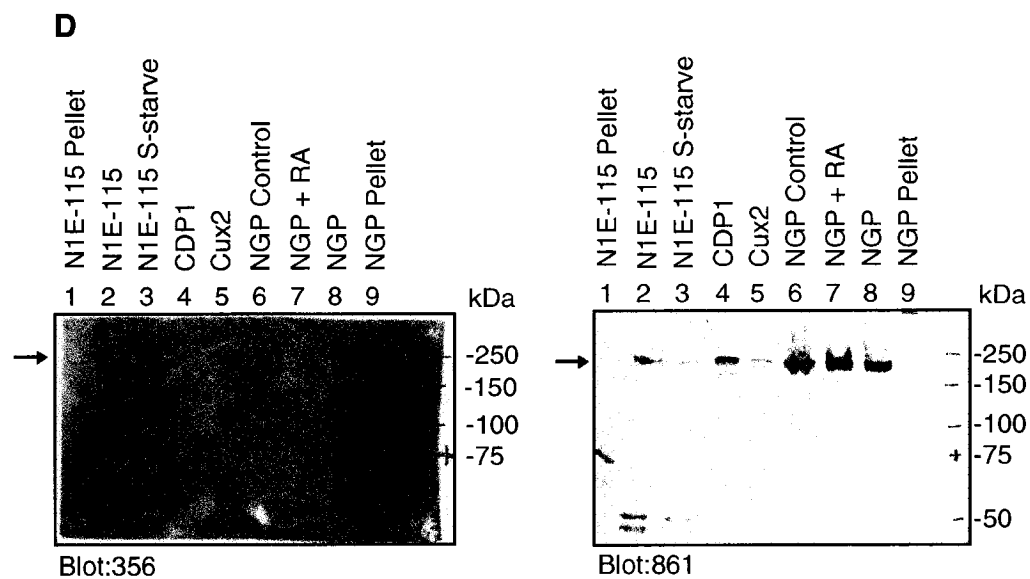 D
N1E-115 Pellet
N1E-115
N1E-115 S-starve
CDP1
Cux2
NGP Control
NGP + RA
NGP
NGP Pellet
1 2 3 4 5 6 7 8 9 kDa
-250
-150
-100
-75
Blot:356
N1E-115 Pellet
N1E-115
N1E-115 S-starve
CDP1
Cux2
NGP Control
NGP + RA
NGP
NGP Pellet
1 2 3 4 5 6 7 8 9 kDa
-250
-150
-100
-75
-50
Blot:861